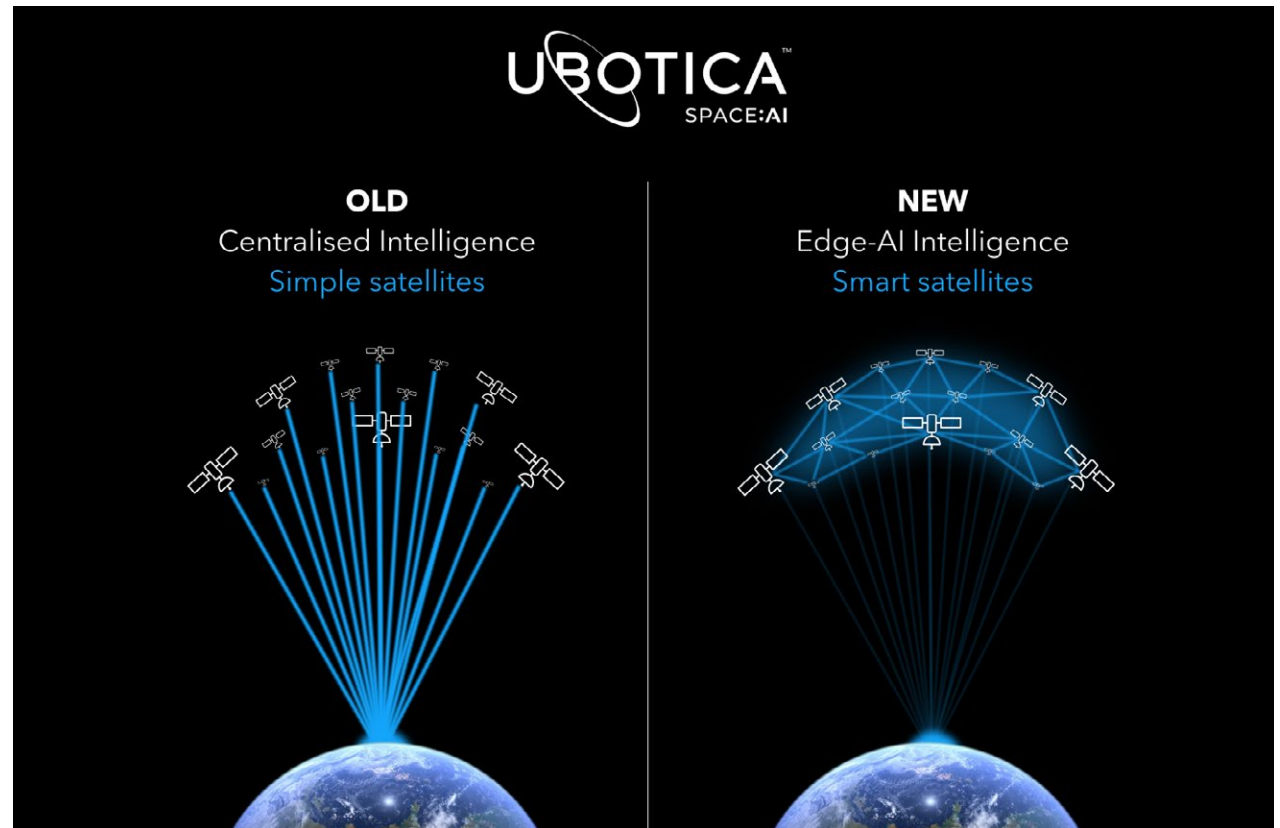 UBOTICA™
SPACE:AI
OLD
Centralised Intelligence
Simple satellites
NEW
Edge-AI Intelligence
Smart satellites